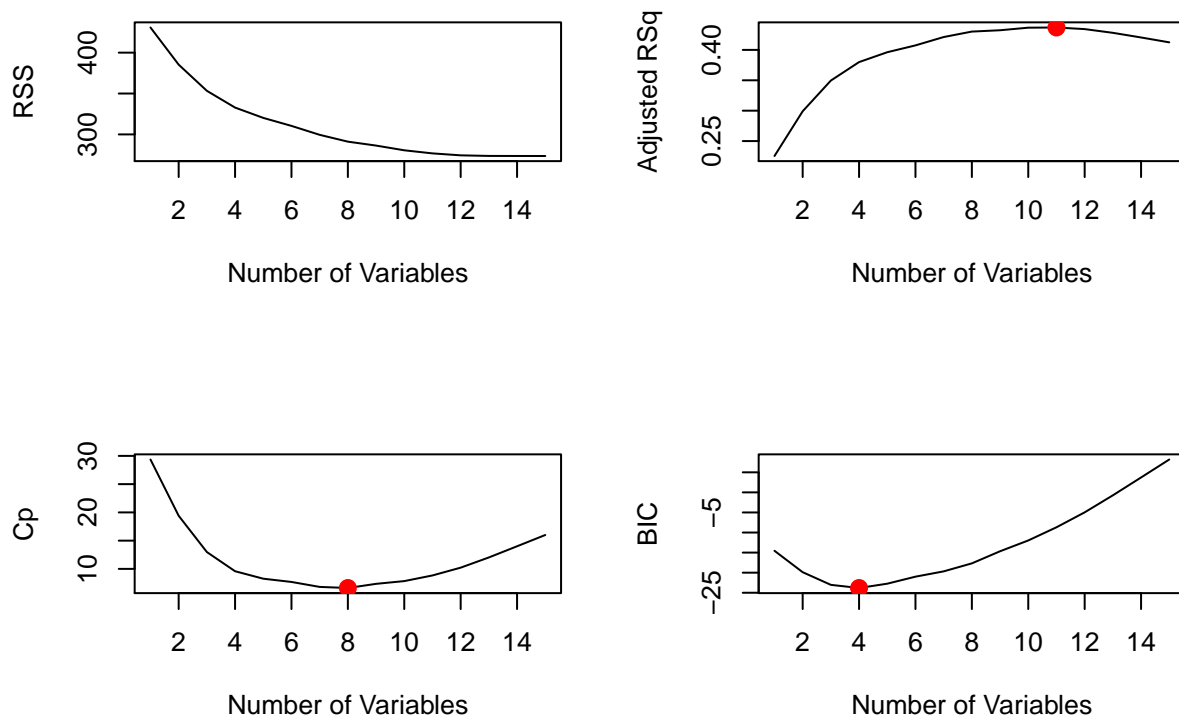 RSS
400
300
2 4 6 8 10 12 14
Number of Variables
Adjusted RSq
0.40
0.25
2 4 6 8 10 12 14
Number of Variables
Cp
30
20
10
2 4 6 8 10 12 14
Number of Variables
BIC
−5
−25
2 4 6 8 10 12 14
Number of Variables